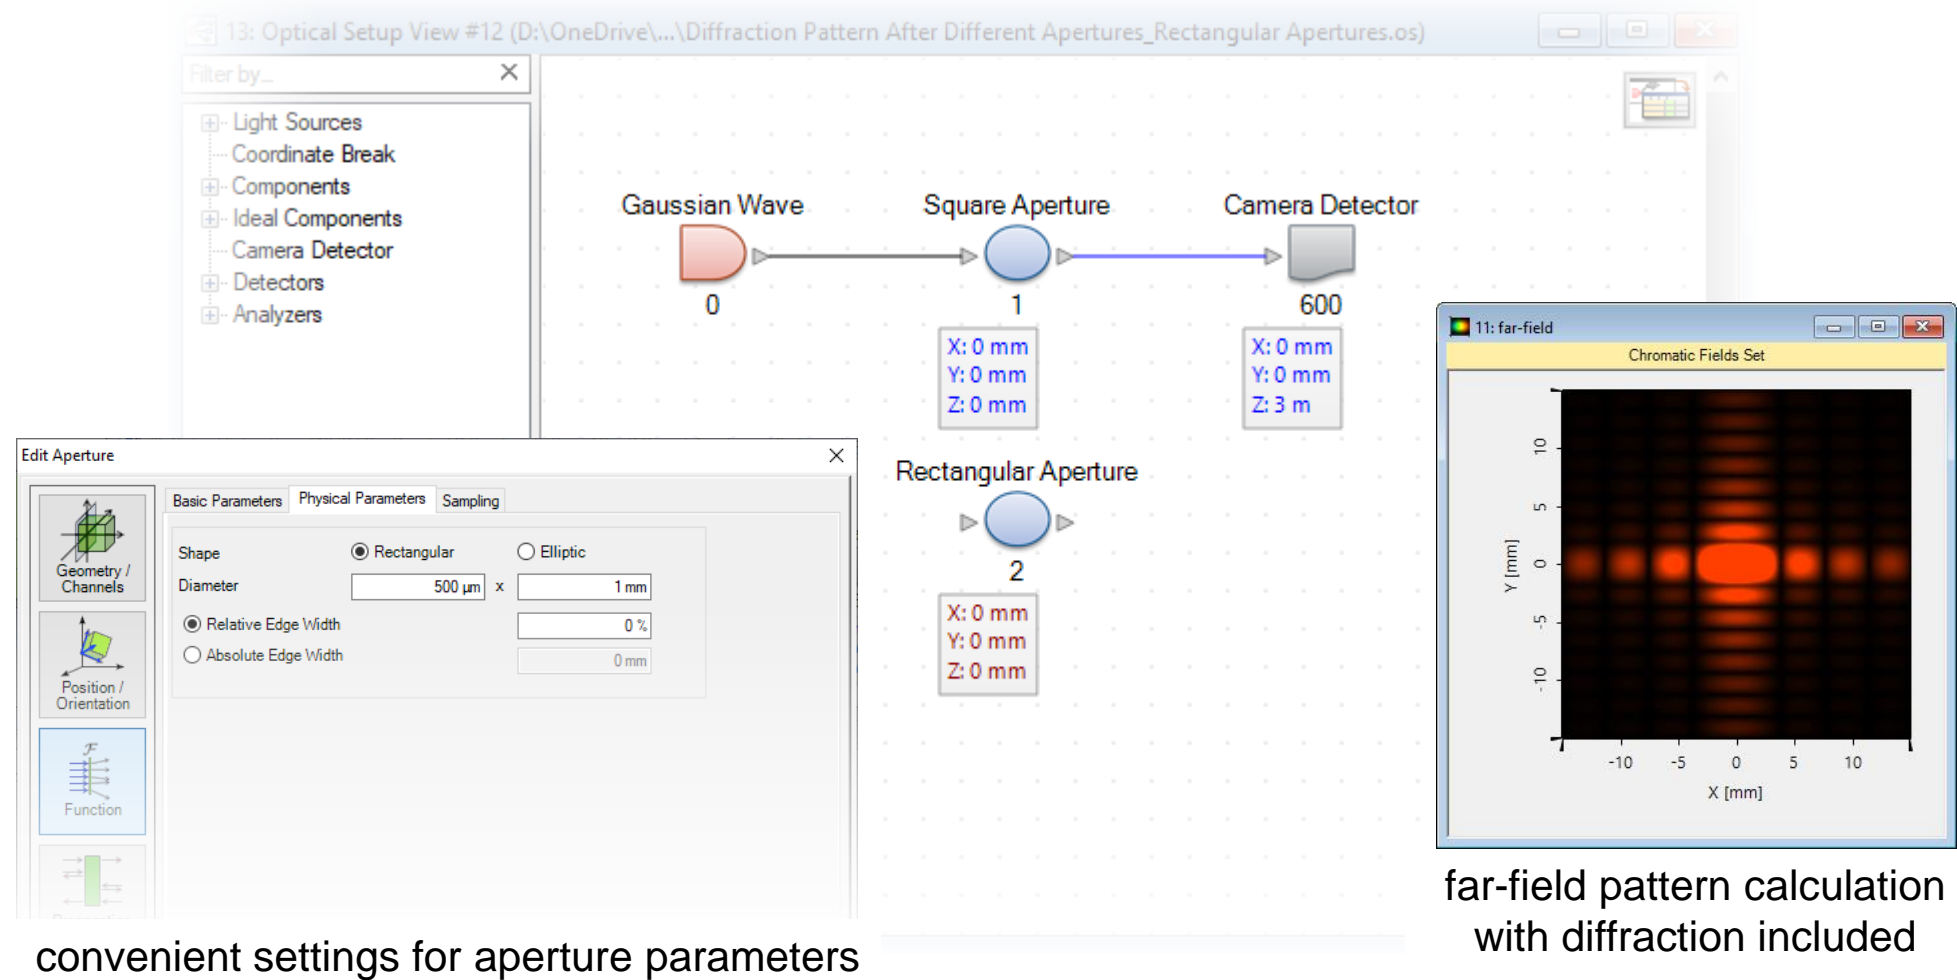 13: Optical Setup View #12 (D:\OneDrive\...\Diffraction Pattern After Different Apertures_Rectangular Apertures.os)
Filter by...
Light Sources
Coordinate Break
Components
Ideal Components
Camera Detector
Detectors
Analyzers
Gaussian Wave
0
Square Aperture
1
X: 0 mm
Y: 0 mm
Z: 0 mm
Camera Detector
600
X: 0 mm
Y: 0 mm
Z: 3 m
Rectangular Aperture
2
X: 0 mm
Y: 0 mm
Z: 0 mm
Edit Aperture
Geometry /
Channels
Position /
Orientation
F
Function
Basic Parameters Physical Parameters Sampling
Shape Rectangular Elliptic
Diameter 500 µm x 1 mm
Relative Edge Width 0 %
Absolute Edge Width 0 mm
convenient settings for aperture parameters
11: far-field
Chromatic Fields Set
Y [mm]
10
5
0
-5
-10
-10 -5 0 5 10
X [mm]
far-field pattern calculation
with diffraction included